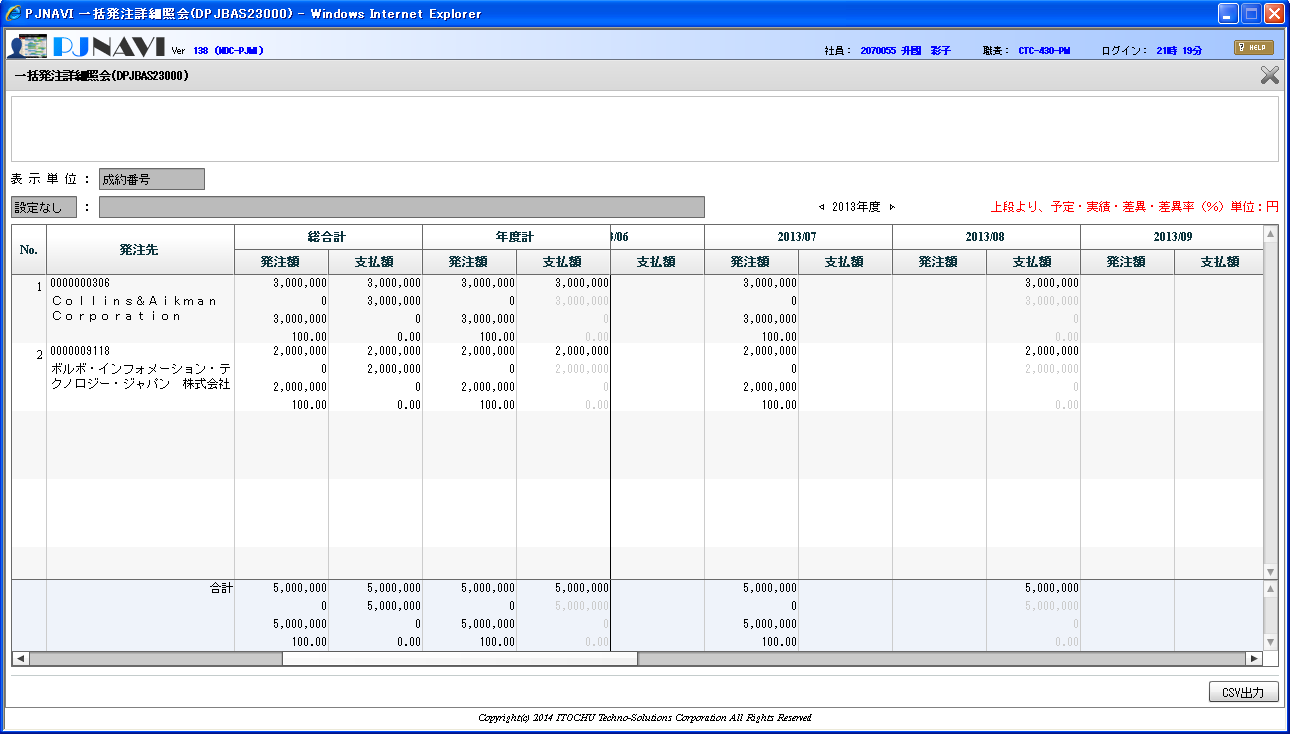 PJNAVI 一括発注詳細照会(DPJBAS23000) - Windows Internet Explorer
PJNAVI Ver 138 (NDC-PJM) 社員： 2070055 升國 彩子 職責： CTC-430-PM ログイン： 21時 19分 HELP
一括発注詳細照会(DPJBAS23000)
表示単位： 成約番号
設定なし ： 2013年度 上段より、予定・実績・差異・差異率（％）単位：円
No. 発注先 総合計 年度計 /06 2013/07 2013/08 2013/09
発注額 支払額 発注額 支払額 支払額 発注額 支払額 発注額 支払額 発注額 支払額
1 0000000306 3,000,000 3,000,000 3,000,000 3,000,000 3,000,000 3,000,000
Ｃｏｌｌｉｎｓ＆Ａｉｋｍａｎ 0 3,000,000 0 3,000,000 0 3,000,000
Ｃｏｒｐｏｒａｔｉｏｎ 3,000,000 0 3,000,000 0 3,000,000 0
100.00 0.00 100.00 0.00 100.00 0.00
2 0000009118 2,000,000 2,000,000 2,000,000 2,000,000 2,000,000 2,000,000
ボルボ・インフォメーション・テ 0 2,000,000 0 2,000,000 0 2,000,000
クノロジー・ジャパン　株式会社 2,000,000 0 2,000,000 0 2,000,000 0
100.00 0.00 100.00 0.00 100.00 0.00
合計 5,000,000 5,000,000 5,000,000 5,000,000 5,000,000 5,000,000
0 5,000,000 0 5,000,000 0 5,000,000
5,000,000 0 5,000,000 0 5,000,000 0
100.00 0.00 100.00 0.00 100.00 0.00
CSV出力
Copyright(c) 2014 ITOCHU Techno-Solutions Corporation All Rights Reserved